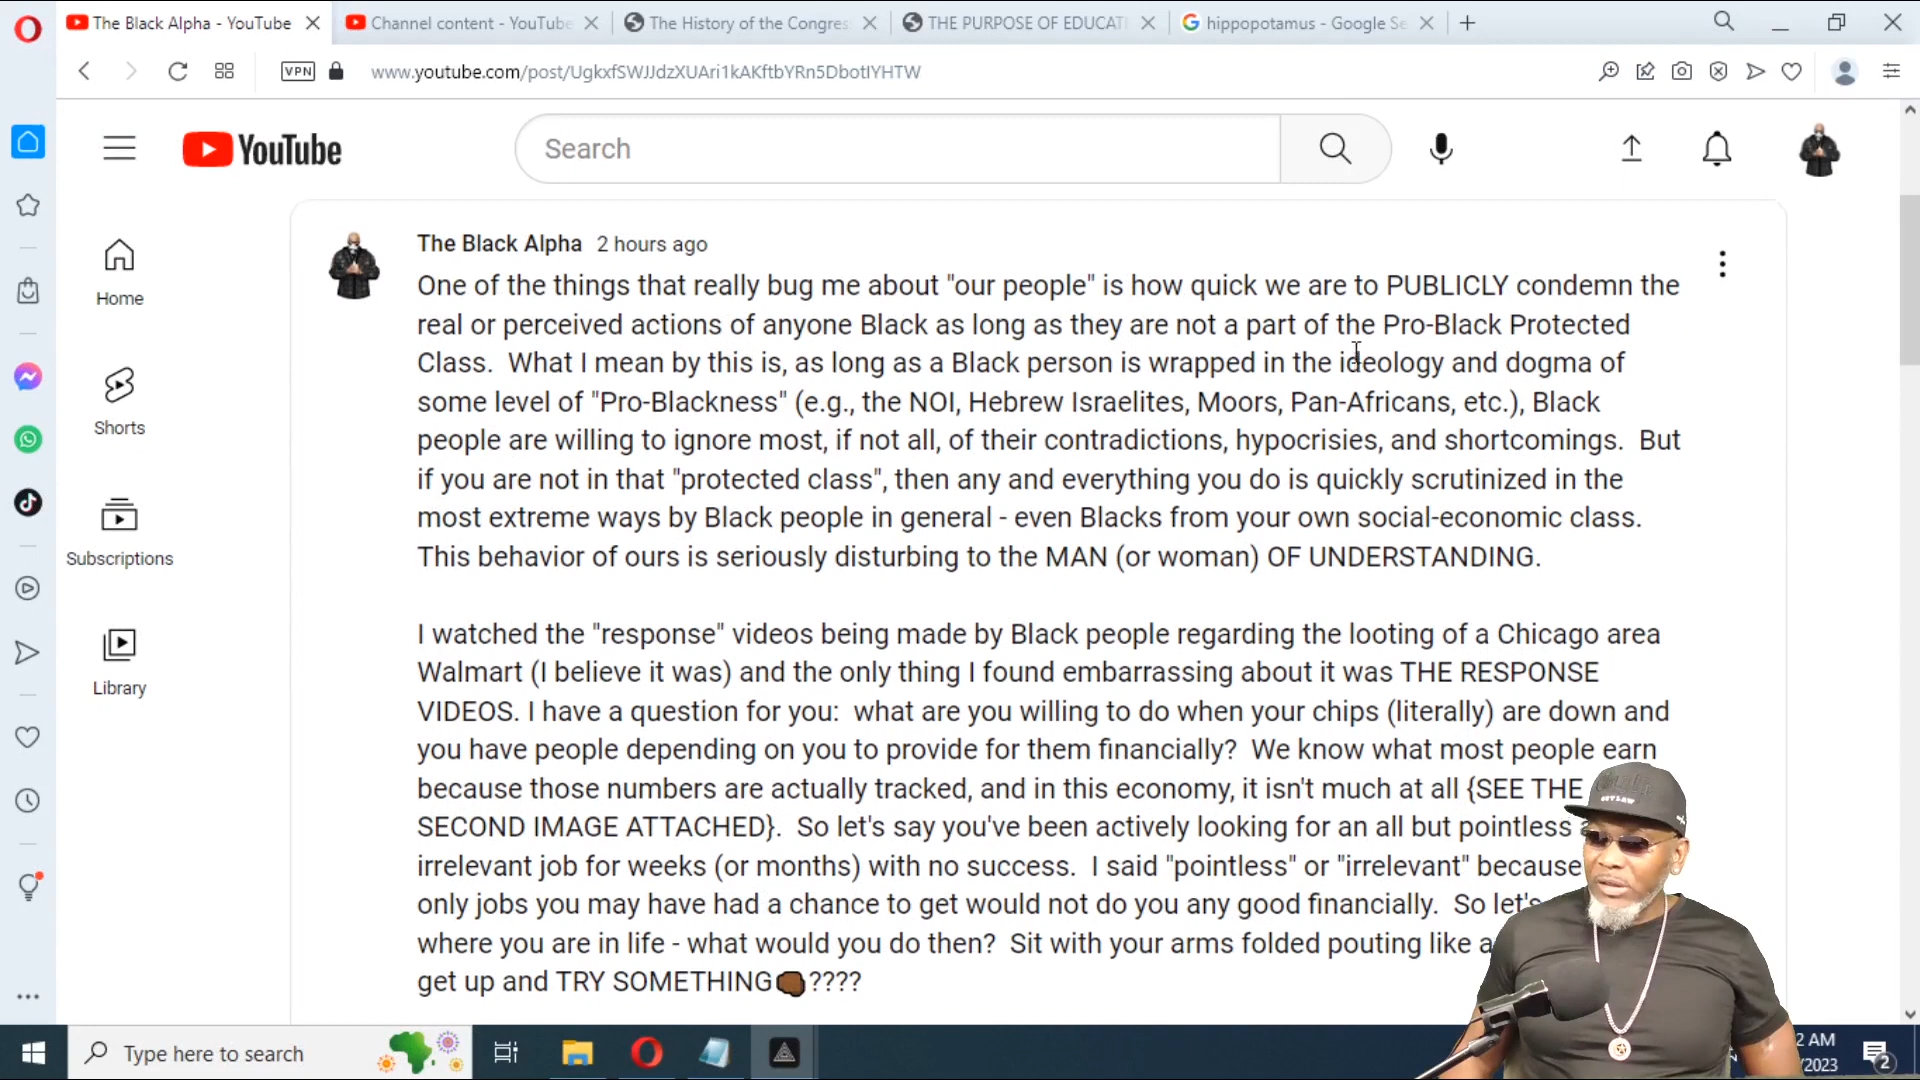 The Black Alpha - YouTube
Channel content - YouTube
The History of the Congres
THE PURPOSE OF EDUCATI
hippopotamus - Google Se
VPN
www.youtube.com/post/UgkxfSWJJdzXUAri1kAKftbYRn5DbotIYHTW
YouTube
Search
Home
Shorts
Subscriptions
Library
The Black Alpha 2 hours ago
One of the things that really bug me about "our people" is how quick we are to PUBLICLY condemn the
real or perceived actions of anyone Black as long as they are not a part of the Pro-Black Protected
Class. What I mean by this is, as long as a Black person is wrapped in the ideology and dogma of
some level of "Pro-Blackness" (e.g., the NOI, Hebrew Israelites, Moors, Pan-Africans, etc.), Black
people are willing to ignore most, if not all, of their contradictions, hypocrisies, and shortcomings. But
if you are not in that "protected class", then any and everything you do is quickly scrutinized in the
most extreme ways by Black people in general - even Blacks from your own social-economic class.
This behavior of ours is seriously disturbing to the MAN (or woman) OF UNDERSTANDING.
I watched the "response" videos being made by Black people regarding the looting of a Chicago area
Walmart (I believe it was) and the only thing I found embarrassing about it was THE RESPONSE
VIDEOS. I have a question for you: what are you willing to do when your chips (literally) are down and
you have people depending on you to provide for them financially? We know what most people earn
because those numbers are actually tracked, and in this economy, it isn't much at all {SEE THE
SECOND IMAGE ATTACHED}. So let's say you've been actively looking for an all but pointless
irrelevant job for weeks (or months) with no success. I said "pointless" or "irrelevant" because
only jobs you may have had a chance to get would not do you any good financially. So let's
where you are in life - what would you do then? Sit with your arms folded pouting like a
get up and TRY SOMETHING????
OUTLAW
Type here to search
2 AM
/2023
2